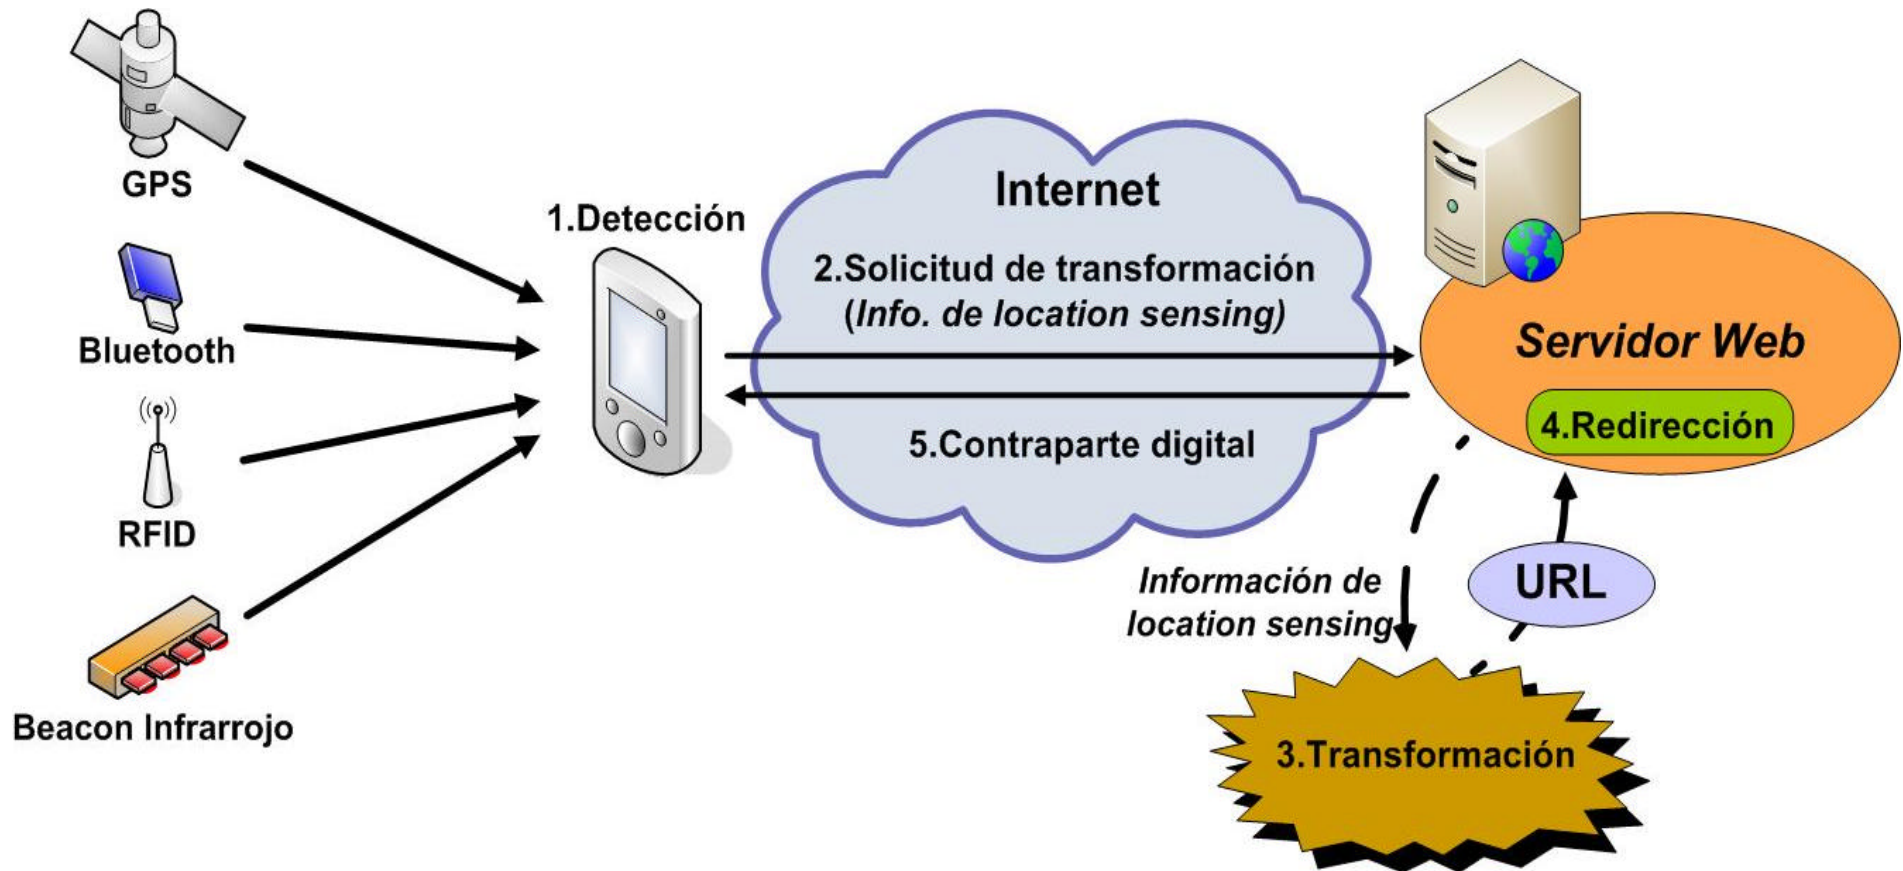 GPS
Bluetooth
RFID
Beacon Infrarrojo
1.Detección
Internet
2.Solicitud de transformación
(Info. de location sensing)
5.Contraparte digital
Servidor Web
4.Redirección
Información de
location sensing
URL
3.Transformación